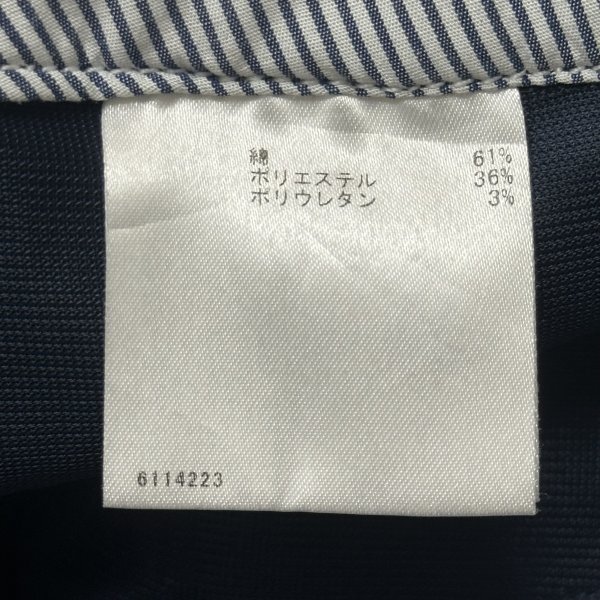 綿 61%
ポリエステル 36%
ポリウレタン 3%
6114223